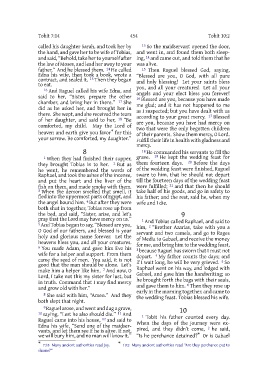 Tobit 7:14
454
Tobit 10:2
called his daughter Sarah, and took her by
the hand, and gave her to be wife of Tobias,
and said, "Behold, take her to yourself after
the law of Moses, and lead her away to your
father." And he blessed them. 14 He called
Edna his wife, then took a book, wrote a
contract, and sealed it. 15 Then they began
to eat.
16 And Raguel called his wife Edna, and
said to her, "Sister, prepare the other
chamber, and bring her in there." 17 She
did as he asked her, and brought her in
there. She wept, and she received the tears
of her daughter, and said to her, 18 "Be
comforted, my child. May the Lord of
heaven and earth give you favor* for this
your sorrow. Be comforted, my daughter."
8
1 When they had finished their supper,
they brought Tobias in to her. 2 But as
he went, he remembered the words of
Raphael, and took the ashes of the incense,
and put the heart and the liver of the
fish on them, and made smoke with them.
3 When the demon smelled that smell, it
fled into the uppermost parts of Egypt, and
the angel bound him. 4 But after they were
both shut in together, Tobias rose up from
the bed, and said, "Sister, arise, and let's
pray that the Lord may have mercy on us."
5 And Tobias began to say, "Blessed are you,
O God of our fathers, and blessed is your
holy and glorious name forever. Let the
heavens bless you, and all your creatures.
6 You made Adam, and gave him Eve his
wife for a helper and support. From them
came the seed of men. You said, it is not
good that the man should be alone. Let's
make him a helper like him. 7 And now, O
Lord, I take not this my sister for lust, but
in truth. Command that I may find mercy
and grow old with her."
8 She said with him, "Amen." And they
both slept that night.
9 Raguel arose, and went and dug a grave,
10 saying, "Lest he also should die." 11 And
Raguel came into his house, 12 and said to
Edna his wife, "Send one of the maidser-
vants, and let them see if he is alive. If not,
we will bury him, and no man will know it."
13 So the maidservant opened the door,
and went in, and found them both sleep-
ing, 14 and came out, and told them that he
was alive.
15 Then Raguel blessed God, saying,
"Blessed are you, O God, with all pure
and holy blessing! Let your saints bless
you, and all your creatures! Let all your
angels and your elect bless you forever!
16 Blessed are you, because you have made
me glad; and it has not happened to me
as I suspected; but you have dealt with us
according to your great mercy. 17 Blessed
are you, because you have had mercy on
two that were the only begotten children
of their parents. Show them mercy, O Lord.
Fulfill their life in health with gladness and
mercy.
18 He commanded his servants to fill the
grave. 19 He kept the wedding feast for
them fourteen days. 20 Before the days
of the wedding feast were finished, Raguel
sware to him, that he should not depart
till the fourteen days of the wedding feast
were fulfilled; 21 and that then he should
take half of his goods, and go in safety to
his father; and the rest, said he, when my
wife and I die.
9
1 And Tobias called Raphael, and said to
him, 2 "Brother Azarias, take with you a
servant and two camels, and go to Rages
of Media to Gabael, and receive the money
for me, and bring him to the wedding feast,
3 because Raguel has sworn that I must not
depart. 4 My father counts the days; and
if I wait long, he will be very grieved. 5 So
Raphael went on his way, and lodged with
Gabael, and gave him the handwriting; so
he brought forth the bags with their seals,
and gave them to him. 6 Then they rose up
early in the morning together, and came to
the wedding feast. Tobias blessed his wife.
10
1 Tobit his father counted every day.
When the days of the journey were ex-
pired, and they didn't come, 2 he said,
"Is he perchance detained?* Or is Gabael